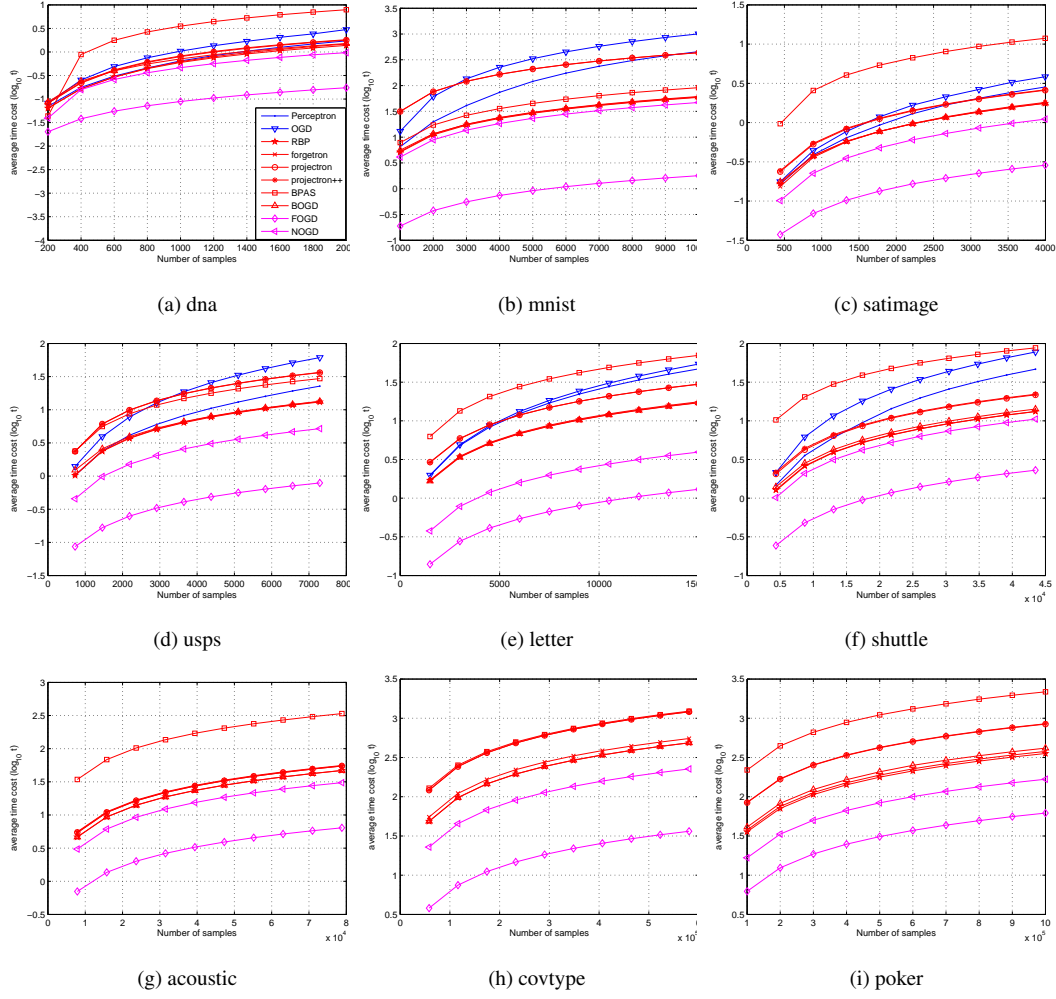 average time cost (log10 t)
1
0.5
0
−0.5
−1
−1.5
−2
−2.5
−3
−3.5
−4
Perceptron
OGD
RBP
forgetron
projectron
projectron++
BPAS
BOGD
FOGD
NOGD
200 400 600 800 1000 1200 1400 1600 1800
Number of samples
(a) dna
average time cost (log10 t)
3.5
3
2.5
2
1.5
1
0.5
0
−0.5
−1
1000 2000 3000 4000 5000 6000 7000 8000 9000
Number of samples
(b) mnist
average time cost (log10 t)
1.5
1
0.5
0
−0.5
−1
−1.5
0 500 1000 1500 2000 2500 3000 3500 4000
Number of samples
(c) satimage
average time cost (log10 t)
2
1.5
1
0.5
0
−0.5
−1
−1.5
0 1000 2000 3000 4000 5000 6000 7000
Number of samples
(d) usps
average time cost (log10 t)
2
1.5
1
0.5
0
−0.5
−1
0 5000 10000
Number of samples
(e) letter
average time cost (log10 t)
2
1.5
1
0.5
0
−0.5
−1
0 0.5 1 1.5 2 2.5 3 3.5 4 4.5
x 10^4
Number of samples
(f) shuttle
average time cost (log10 t)
3
2.5
2
1.5
1
0.5
0
−0.5
0 1 2 3 4 5 6 7 8
x 10^4
Number of samples
(g) acoustic
average time cost (log10 t)
3.5
3
2.5
2
1.5
1
0.5
0 1 2 3 4 5
x 10^5
Number of samples
(h) covtype
average time cost (log10 t)
3.5
3
2.5
2
1.5
1
0.5
1 2 3 4 5 6 7 8 9 10
x 10^5
Number of samples
(i) poker